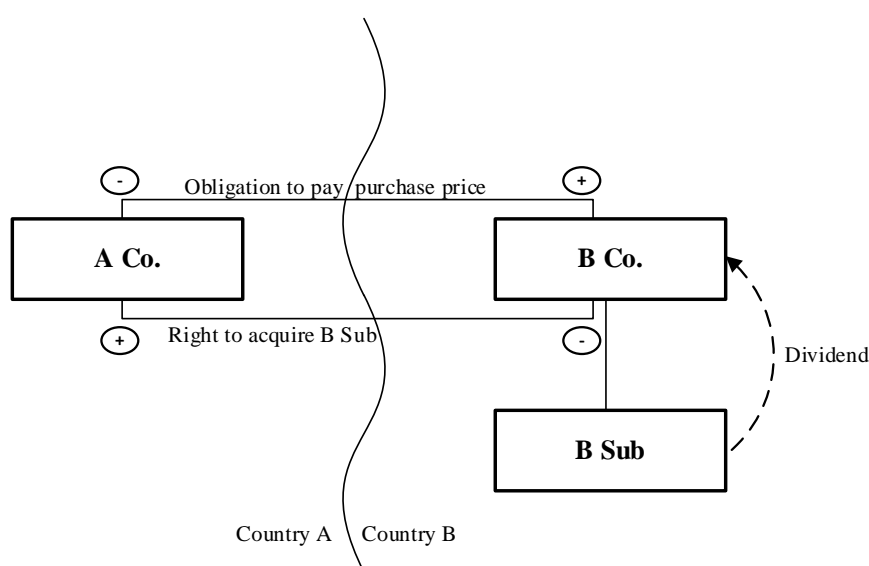 - +
Obligation to pay purchase price
A Co. B Co.
+ Right to acquire B Sub -
Dividend
B Sub
Country A Country B